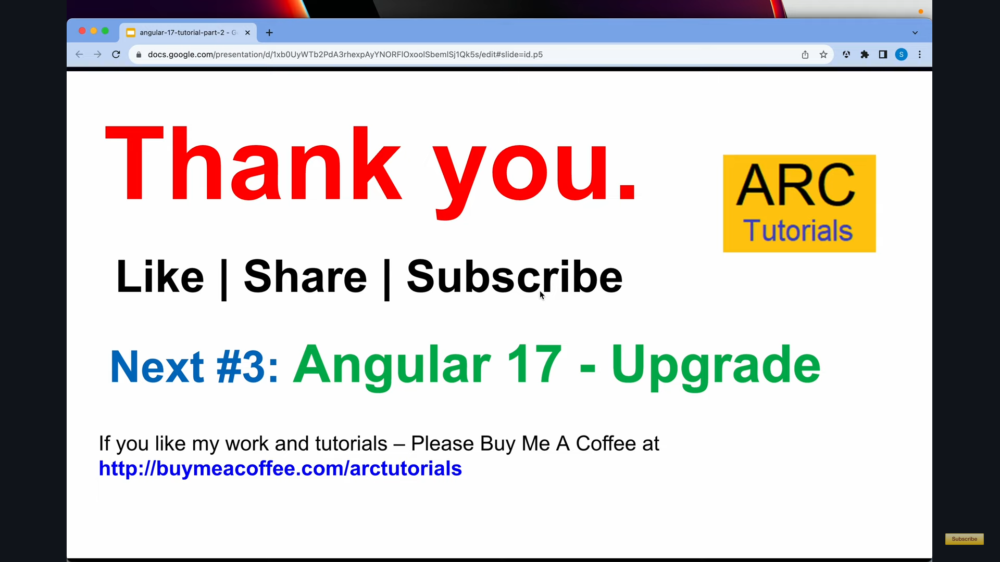 angular-17-tutorial-part-2 - G
docs.google.com/presentation/d/1xb0UyWTb2PdA3rhexpAyYNORFlOxoolSbemlSj1Qk5s/edit#slide=id.p5
S
Thank you.
ARC
Tutorials
Like | Share | Subscribe
Next #3: Angular 17 - Upgrade
If you like my work and tutorials – Please Buy Me A Coffee at
http://buymeacoffee.com/arctutorials
Subscribe